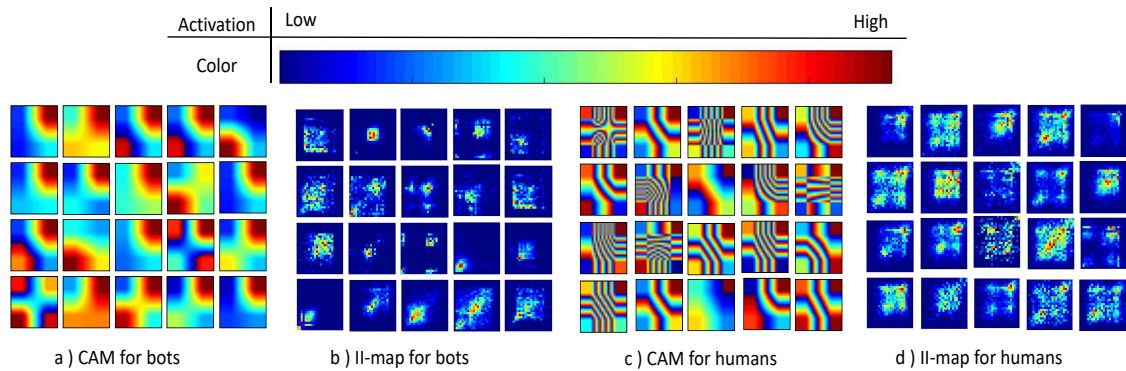 Activation Low High
Color
a ) CAM for bots b ) II-map for bots c ) CAM for humans d ) II-map for humans